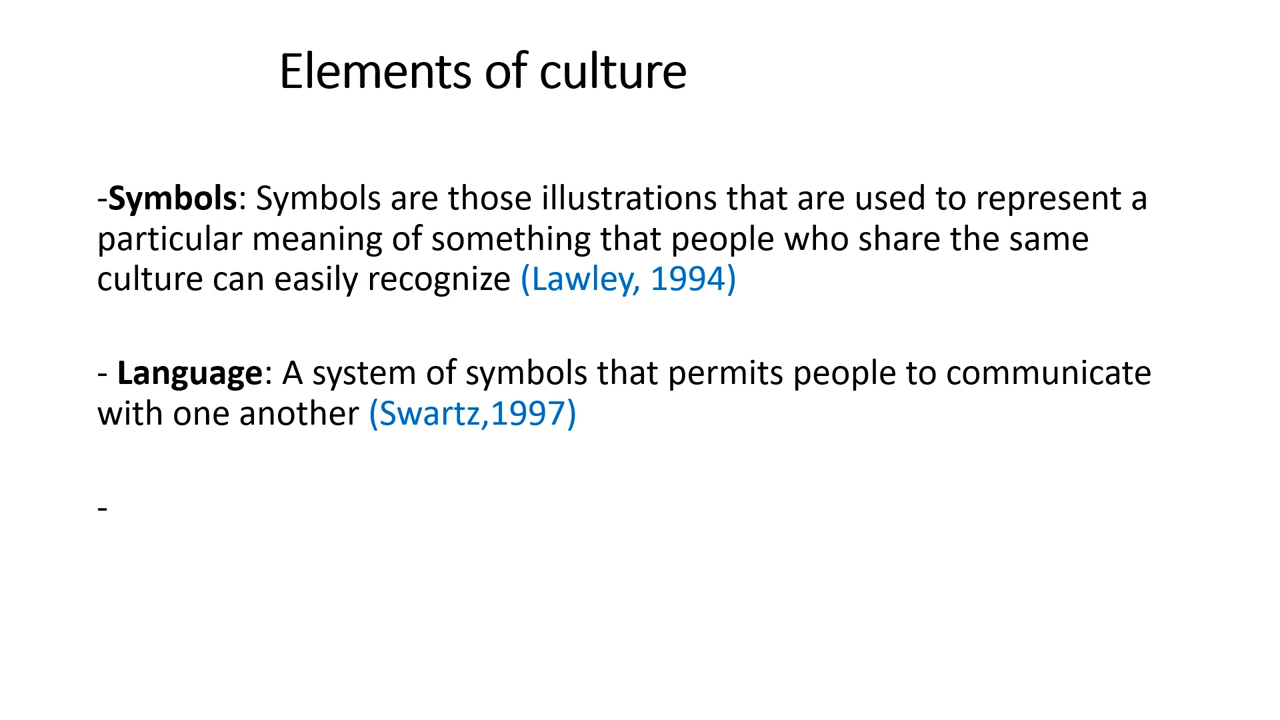 Elements of culture
-Symbols: Symbols are those illustrations that are used to represent a
particular meaning of something that people who share the same
culture can easily recognize (Lawley, 1994)
- Language: A system of symbols that permits people to communicate
with one another (Swartz,1997)
-